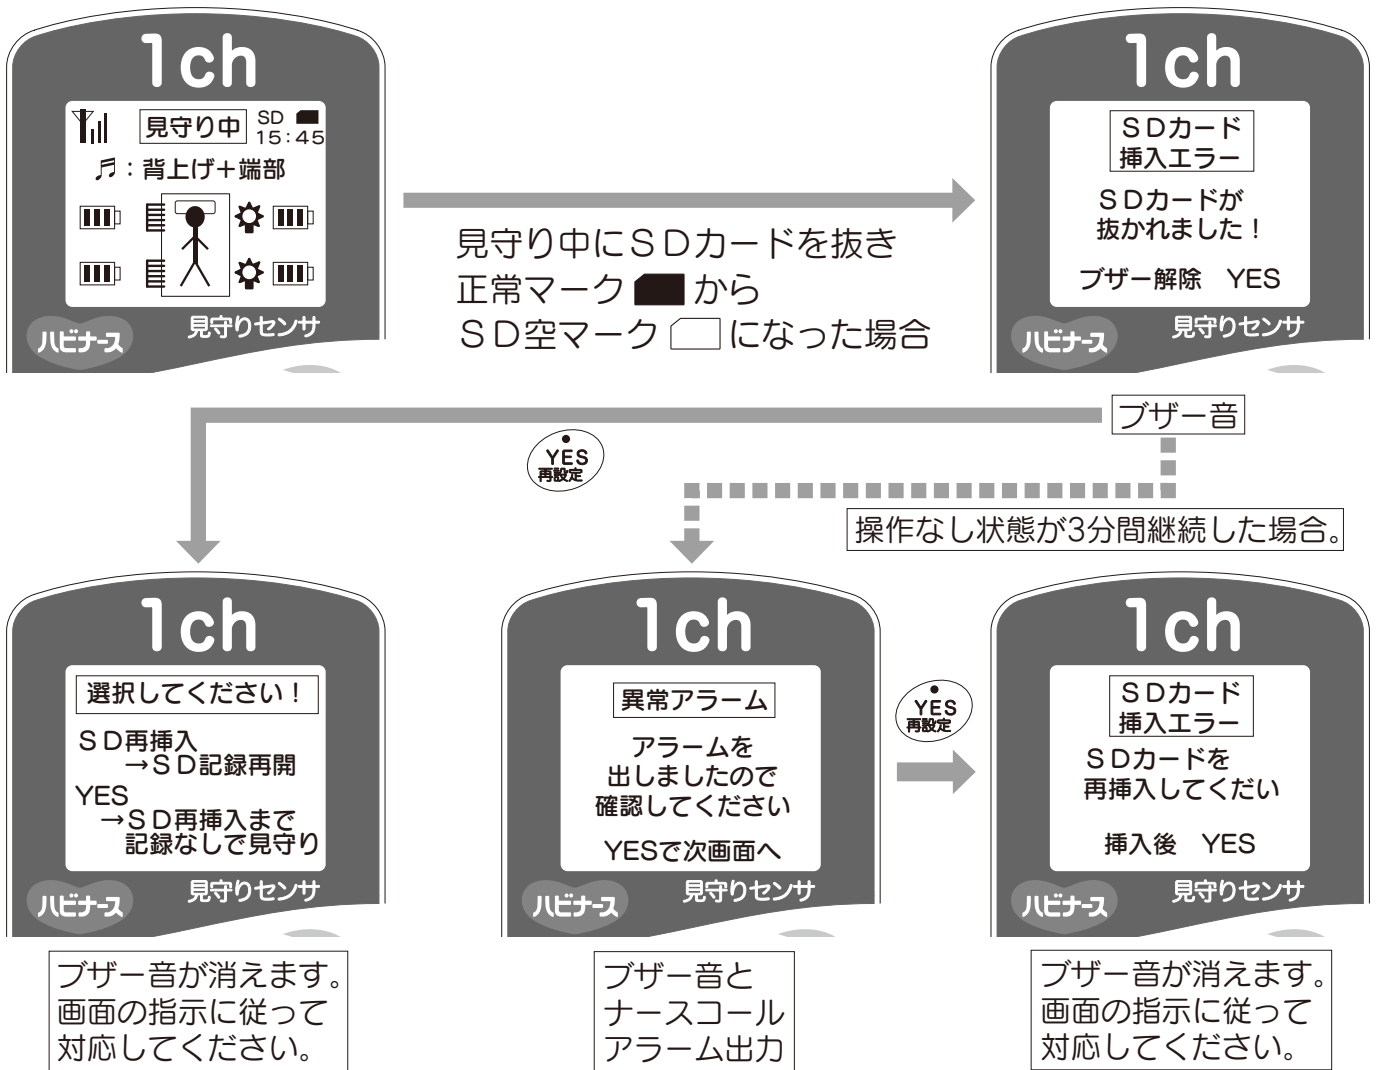 1ch
見守り中 SD
15:45
♬：背上げ＋端部
見守りセンサ
ハビナース
見守り中にＳＤカードを抜き
正常マーク から
ＳＤ空マーク になった場合
1ch
ＳＤカード
挿入エラー
ＳＤカードが
抜かれました！
ブザー解除　YES
見守りセンサ
ハビナース
ブザー音
YES
再設定
操作なし状態が3分間継続した場合。
1ch
選択してください！
ＳＤ再挿入
→ＳＤ記録再開
YES
→ＳＤ再挿入まで
記録なしで見守り
見守りセンサ
ハビナース
ブザー音が消えます。
画面の指示に従って
対応してください。
1ch
異常アラーム
アラームを
出しましたので
確認してください
YESで次画面へ
見守りセンサ
ハビナース
ブザー音と
ナースコール
アラーム出力
YES
再設定
1ch
ＳＤカード
挿入エラー
ＳＤカードを
再挿入してくだい
挿入後　YES
見守りセンサ
ハビナース
ブザー音が消えます。
画面の指示に従って
対応してください。